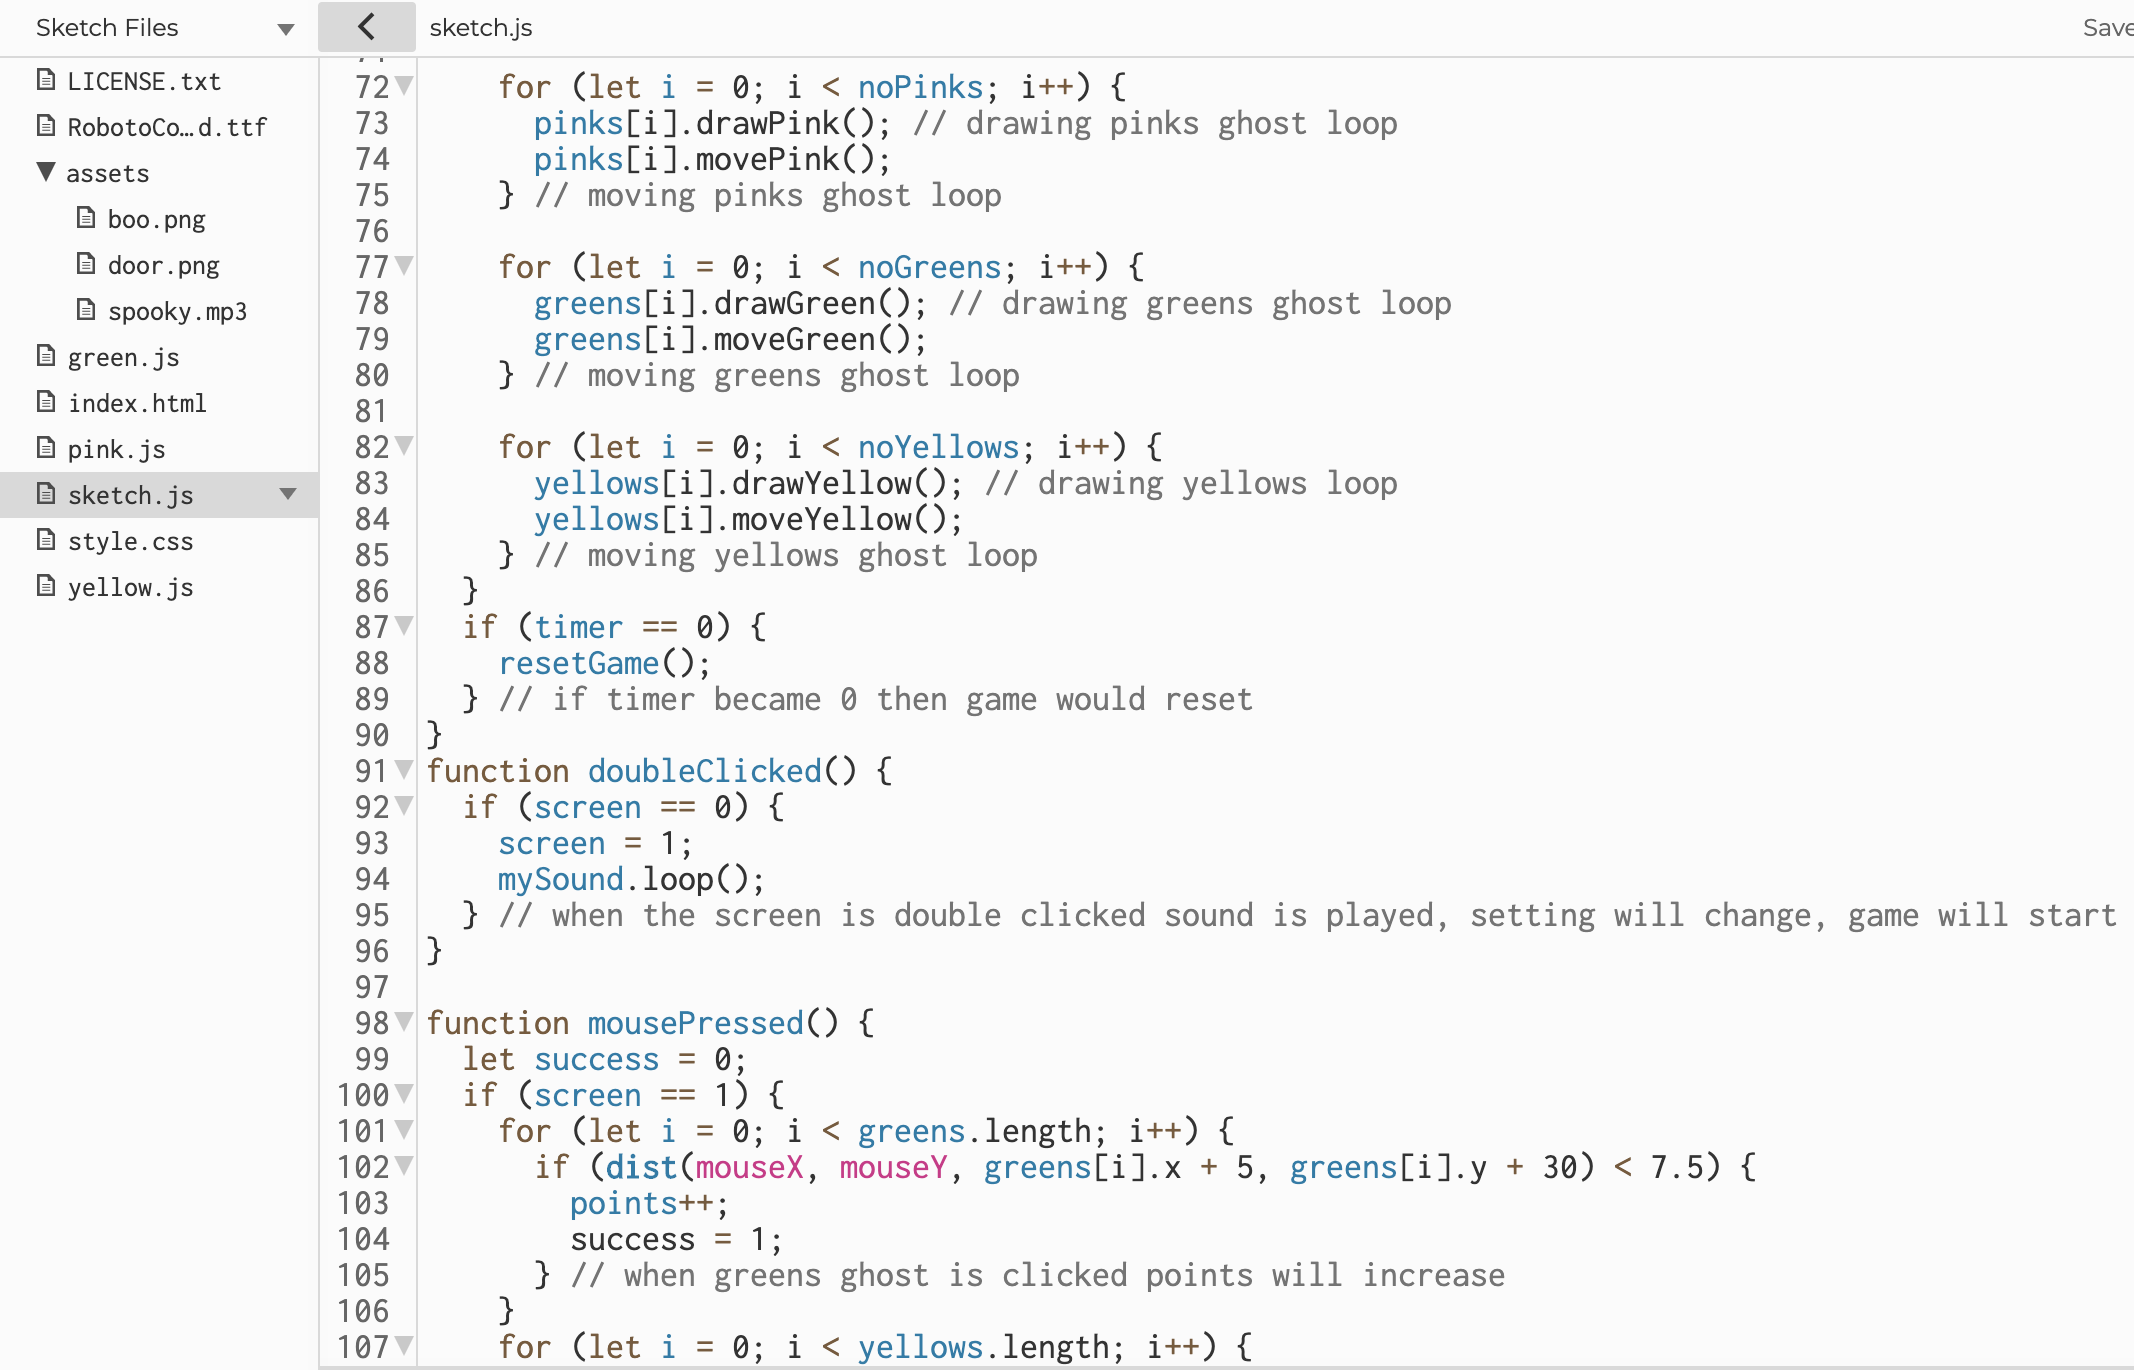 Sketch Files
sketch.js
Save
LICENSE.txt
RobotoCo…d.ttf
assets
boo.png
door.png
spooky.mp3
green.js
index.html
pink.js
sketch.js
style.css
yellow.js
72 for (let i = 0; i < noPinks; i++) {
73 pinks[i].drawPink(); // drawing pinks ghost loop
74 pinks[i].movePink();
75 } // moving pinks ghost loop
76
77 for (let i = 0; i < noGreens; i++) {
78 greens[i].drawGreen(); // drawing greens ghost loop
79 greens[i].moveGreen();
80 } // moving greens ghost loop
81
82 for (let i = 0; i < noYellows; i++) {
83 yellows[i].drawYellow(); // drawing yellows loop
84 yellows[i].moveYellow();
85 } // moving yellows ghost loop
86 }
87 if (timer == 0) {
88 resetGame();
89 } // if timer became 0 then game would reset
90 }
91 function doubleClicked() {
92 if (screen == 0) {
93 screen = 1;
94 mySound.loop();
95 } // when the screen is double clicked sound is played, setting will change, game will start
96 }
97
98 function mousePressed() {
99 let success = 0;
100 if (screen == 1) {
101 for (let i = 0; i < greens.length; i++) {
102 if (dist(mouseX, mouseY, greens[i].x + 5, greens[i].y + 30) < 7.5) {
103 points++;
104 success = 1;
105 } // when greens ghost is clicked points will increase
106 }
107 for (let i = 0; i < yellows.length; i++) {